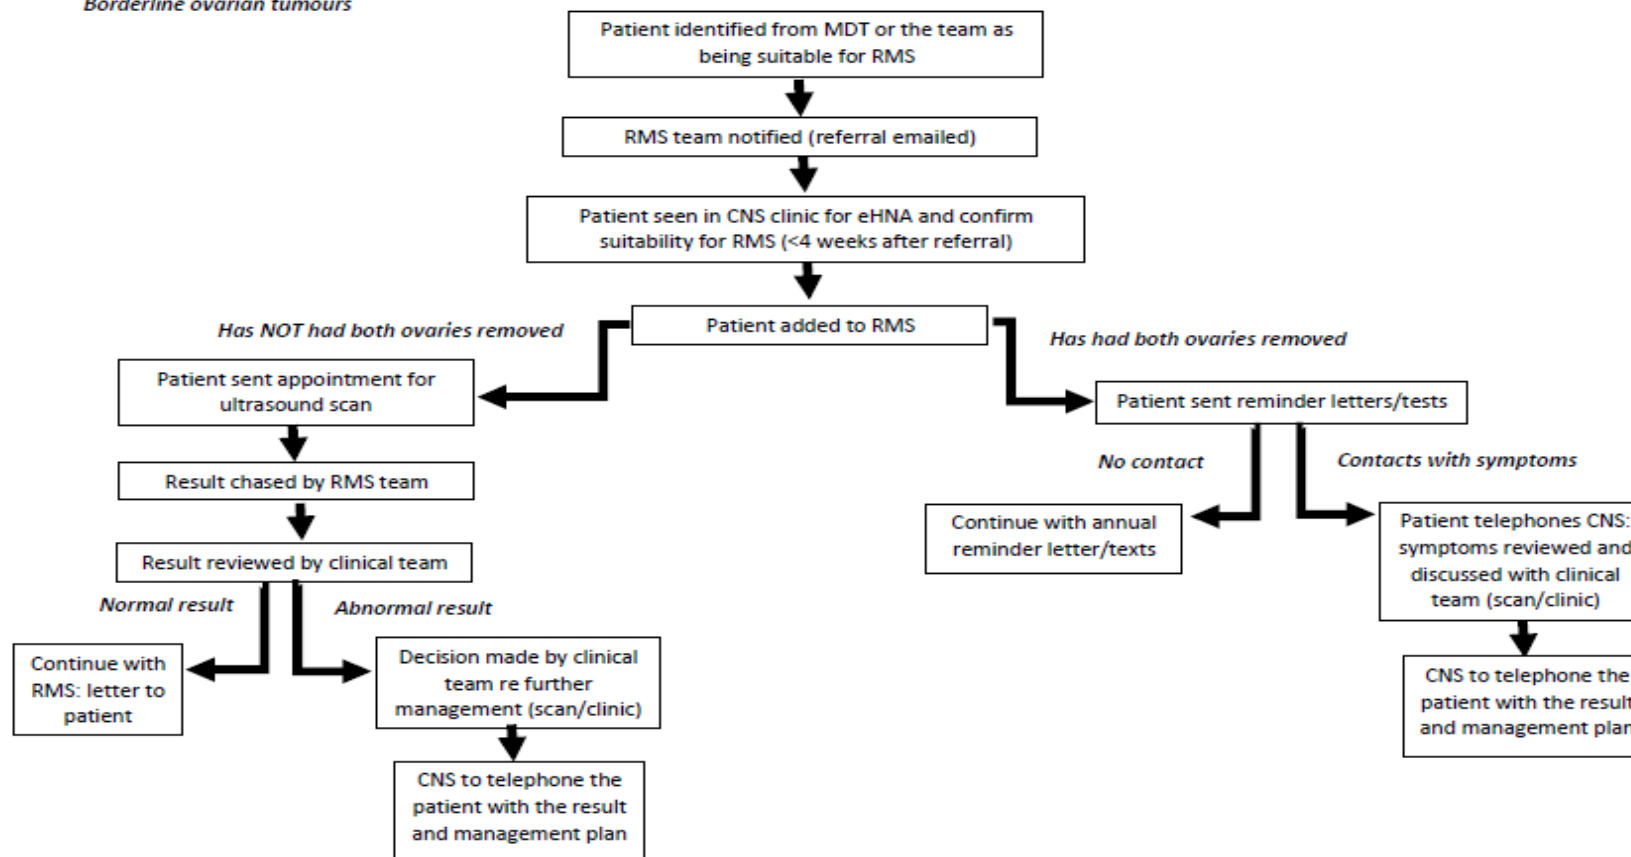 Borderline ovarian tumours
Patient identified from MDT or the team as
being suitable for RMS
RMS team notified (referral emailed)
Patient seen in CNS clinic for eHNA and confirm
suitability for RMS (<4 weeks after referral)
Patient added to RMS
Has NOT had both ovaries removed
Patient sent appointment for
ultrasound scan
Result chased by RMS team
Result reviewed by clinical team
Normal result
Abnormal result
Continue with
RMS: letter to
patient
Decision made by clinical
team re further
management (scan/clinic)
CNS to telephone the
patient with the result
and management plan
Has had both ovaries removed
Patient sent reminder letters/tests
No contact
Contacts with symptoms
Continue with annual
reminder letter/texts
Patient telephones CNS:
symptoms reviewed and
discussed with clinical
team (scan/clinic)
CNS to telephone the
patient with the result
and management plan